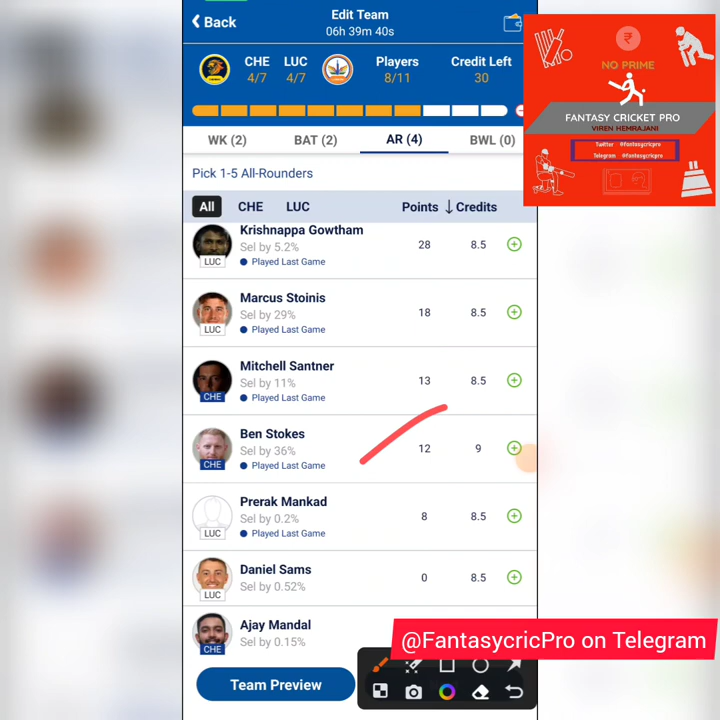 Back
Edit Team
06h 39m 40s
CHE LUC Players Credit Left
4/7 4/7 8/11 30
WK (2) BAT (2) AR (4) BWL (0)
Pick 1-5 All-Rounders
All CHE LUC Points Credits
Krishnappa Gowtham
Sel by 5.2%
Played Last Game
LUC
28 8.5
Marcus Stoinis
Sel by 29%
Played Last Game
LUC
18 8.5
Mitchell Santner
Sel by 11%
Played Last Game
CHE
13 8.5
Ben Stokes
Sel by 36%
Played Last Game
CHE
12 9
Prerak Mankad
Sel by 0.2%
Played Last Game
LUC
8 8.5
Daniel Sams
Sel by 0.52%
LUC
0 8.5
Ajay Mandal
Sel by 0.15%
CHE
Team Preview
₹
NO PRIME
FANTASY CRICKET PRO
VIREN HEMRAJANI
Twitter @fantasycricpro
Telegram @fantasycricpro
@FantasycricPro on Telegram